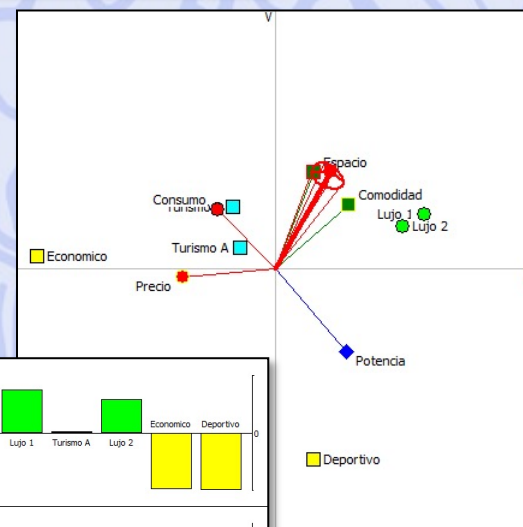 V
Espacio
Consumo
Comodidad
Lujo 1
Lujo 2
Turismo A
Economico
Precio
Potencia
Economico Deportivo
Lujo 1 Turismo A Lujo 2
0
Deportivo